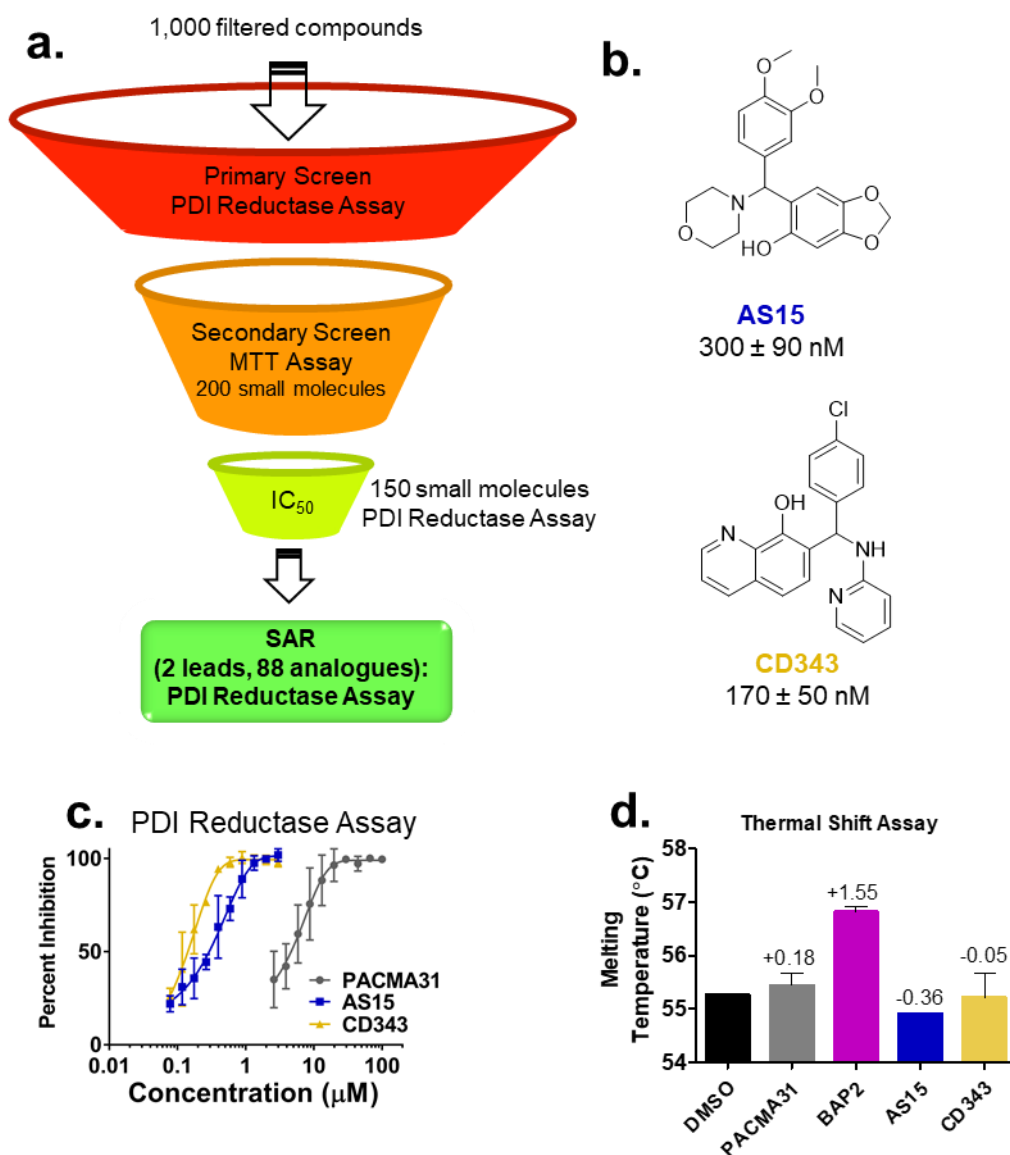 a.
1,000 filtered compounds
Primary Screen
PDI Reductase Assay
Secondary Screen
MTT Assay
200 small molecules
IC50
150 small molecules
PDI Reductase Assay
SAR
(2 leads, 88 analogues):
PDI Reductase Assay
b.
O
O
N
O
HO
O
O
AS15
300 ± 90 nM
Cl
OH
N
NH
N
CD343
170 ± 50 nM
c.
PDI Reductase Assay
Percent Inhibition
100
50
0
PACMA31
AS15
CD343
0.01
0.1
1
10
100
Concentration (μM)
d.
Thermal Shift Assay
Melting
Temperature (°C)
58
57
56
55
54
+0.18
+1.55
-0.36
-0.05
DMSO
PACMA31
BAP2
AS15
CD343